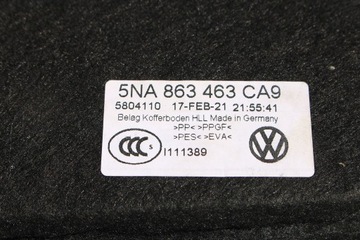 5NA 863 463 CA9
5804110 17-FEB-21 21:55:41
Belag Kofferboden HLL Made in Germany
>PP< >PPGF<
>PES< >EVA<
CCC S
I111389